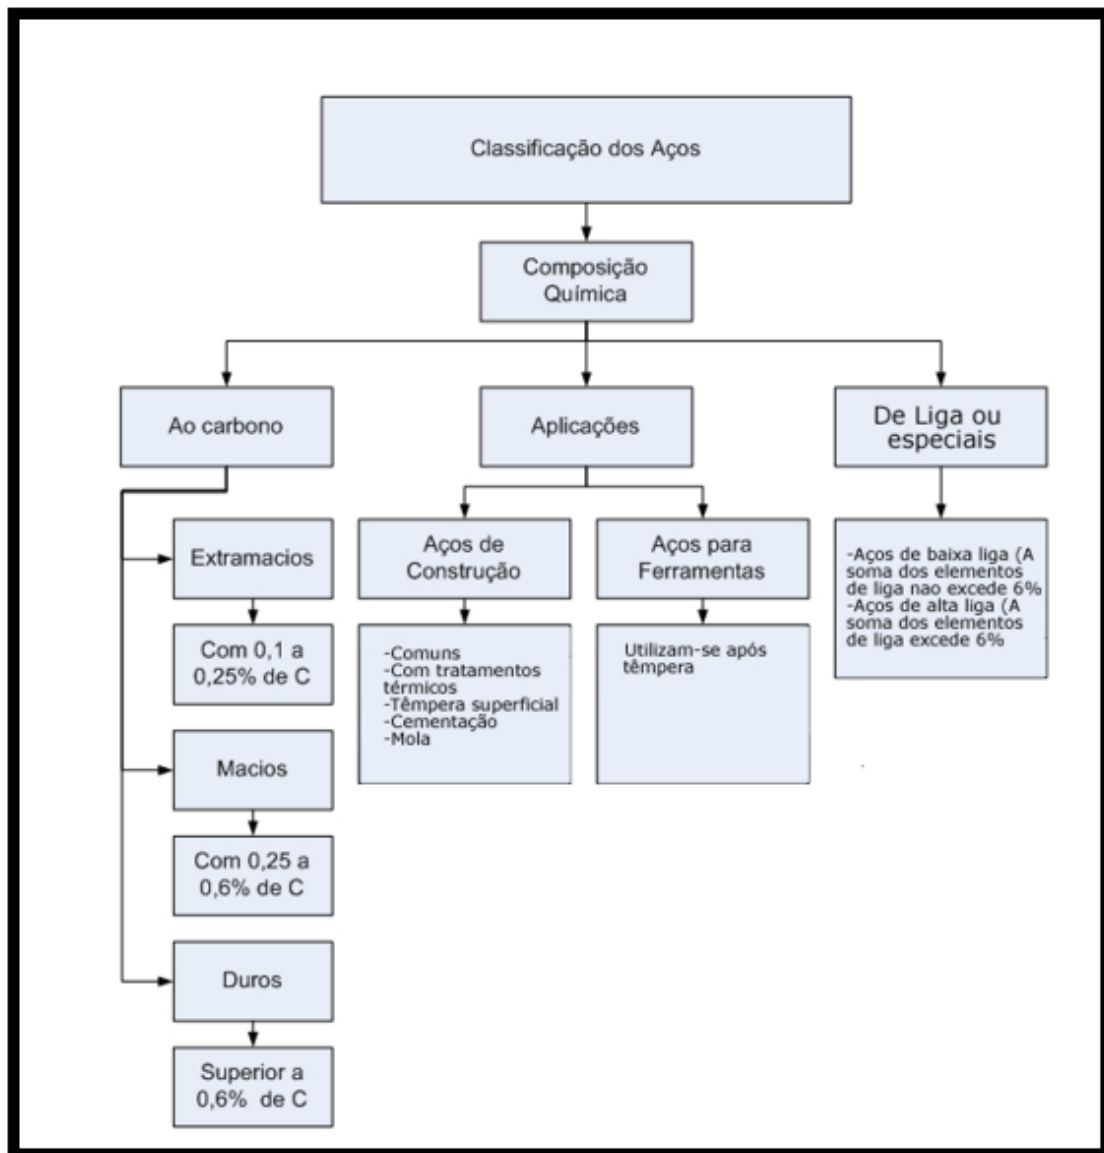 Classificação dos Aços
Composição
Química
Ao carbono
Aplicações
De Liga ou
especiais
Extramacios
Com 0,1 a
0,25% de C
Macios
Com 0,25 a
0,6% de C
Duros
Superior a
0,6% de C
Aços de
Construção
-Comuns
-Com tratamentos
térmicos
-Têmpera superficial
-Cementação
-Mola
Aços para
Ferramentas
Utilizam-se após
têmpera
-Aços de baixa liga (A
soma dos elementos
de liga nao excede 6%
-Aços de alta liga (A
soma dos elementos
de liga excede 6%